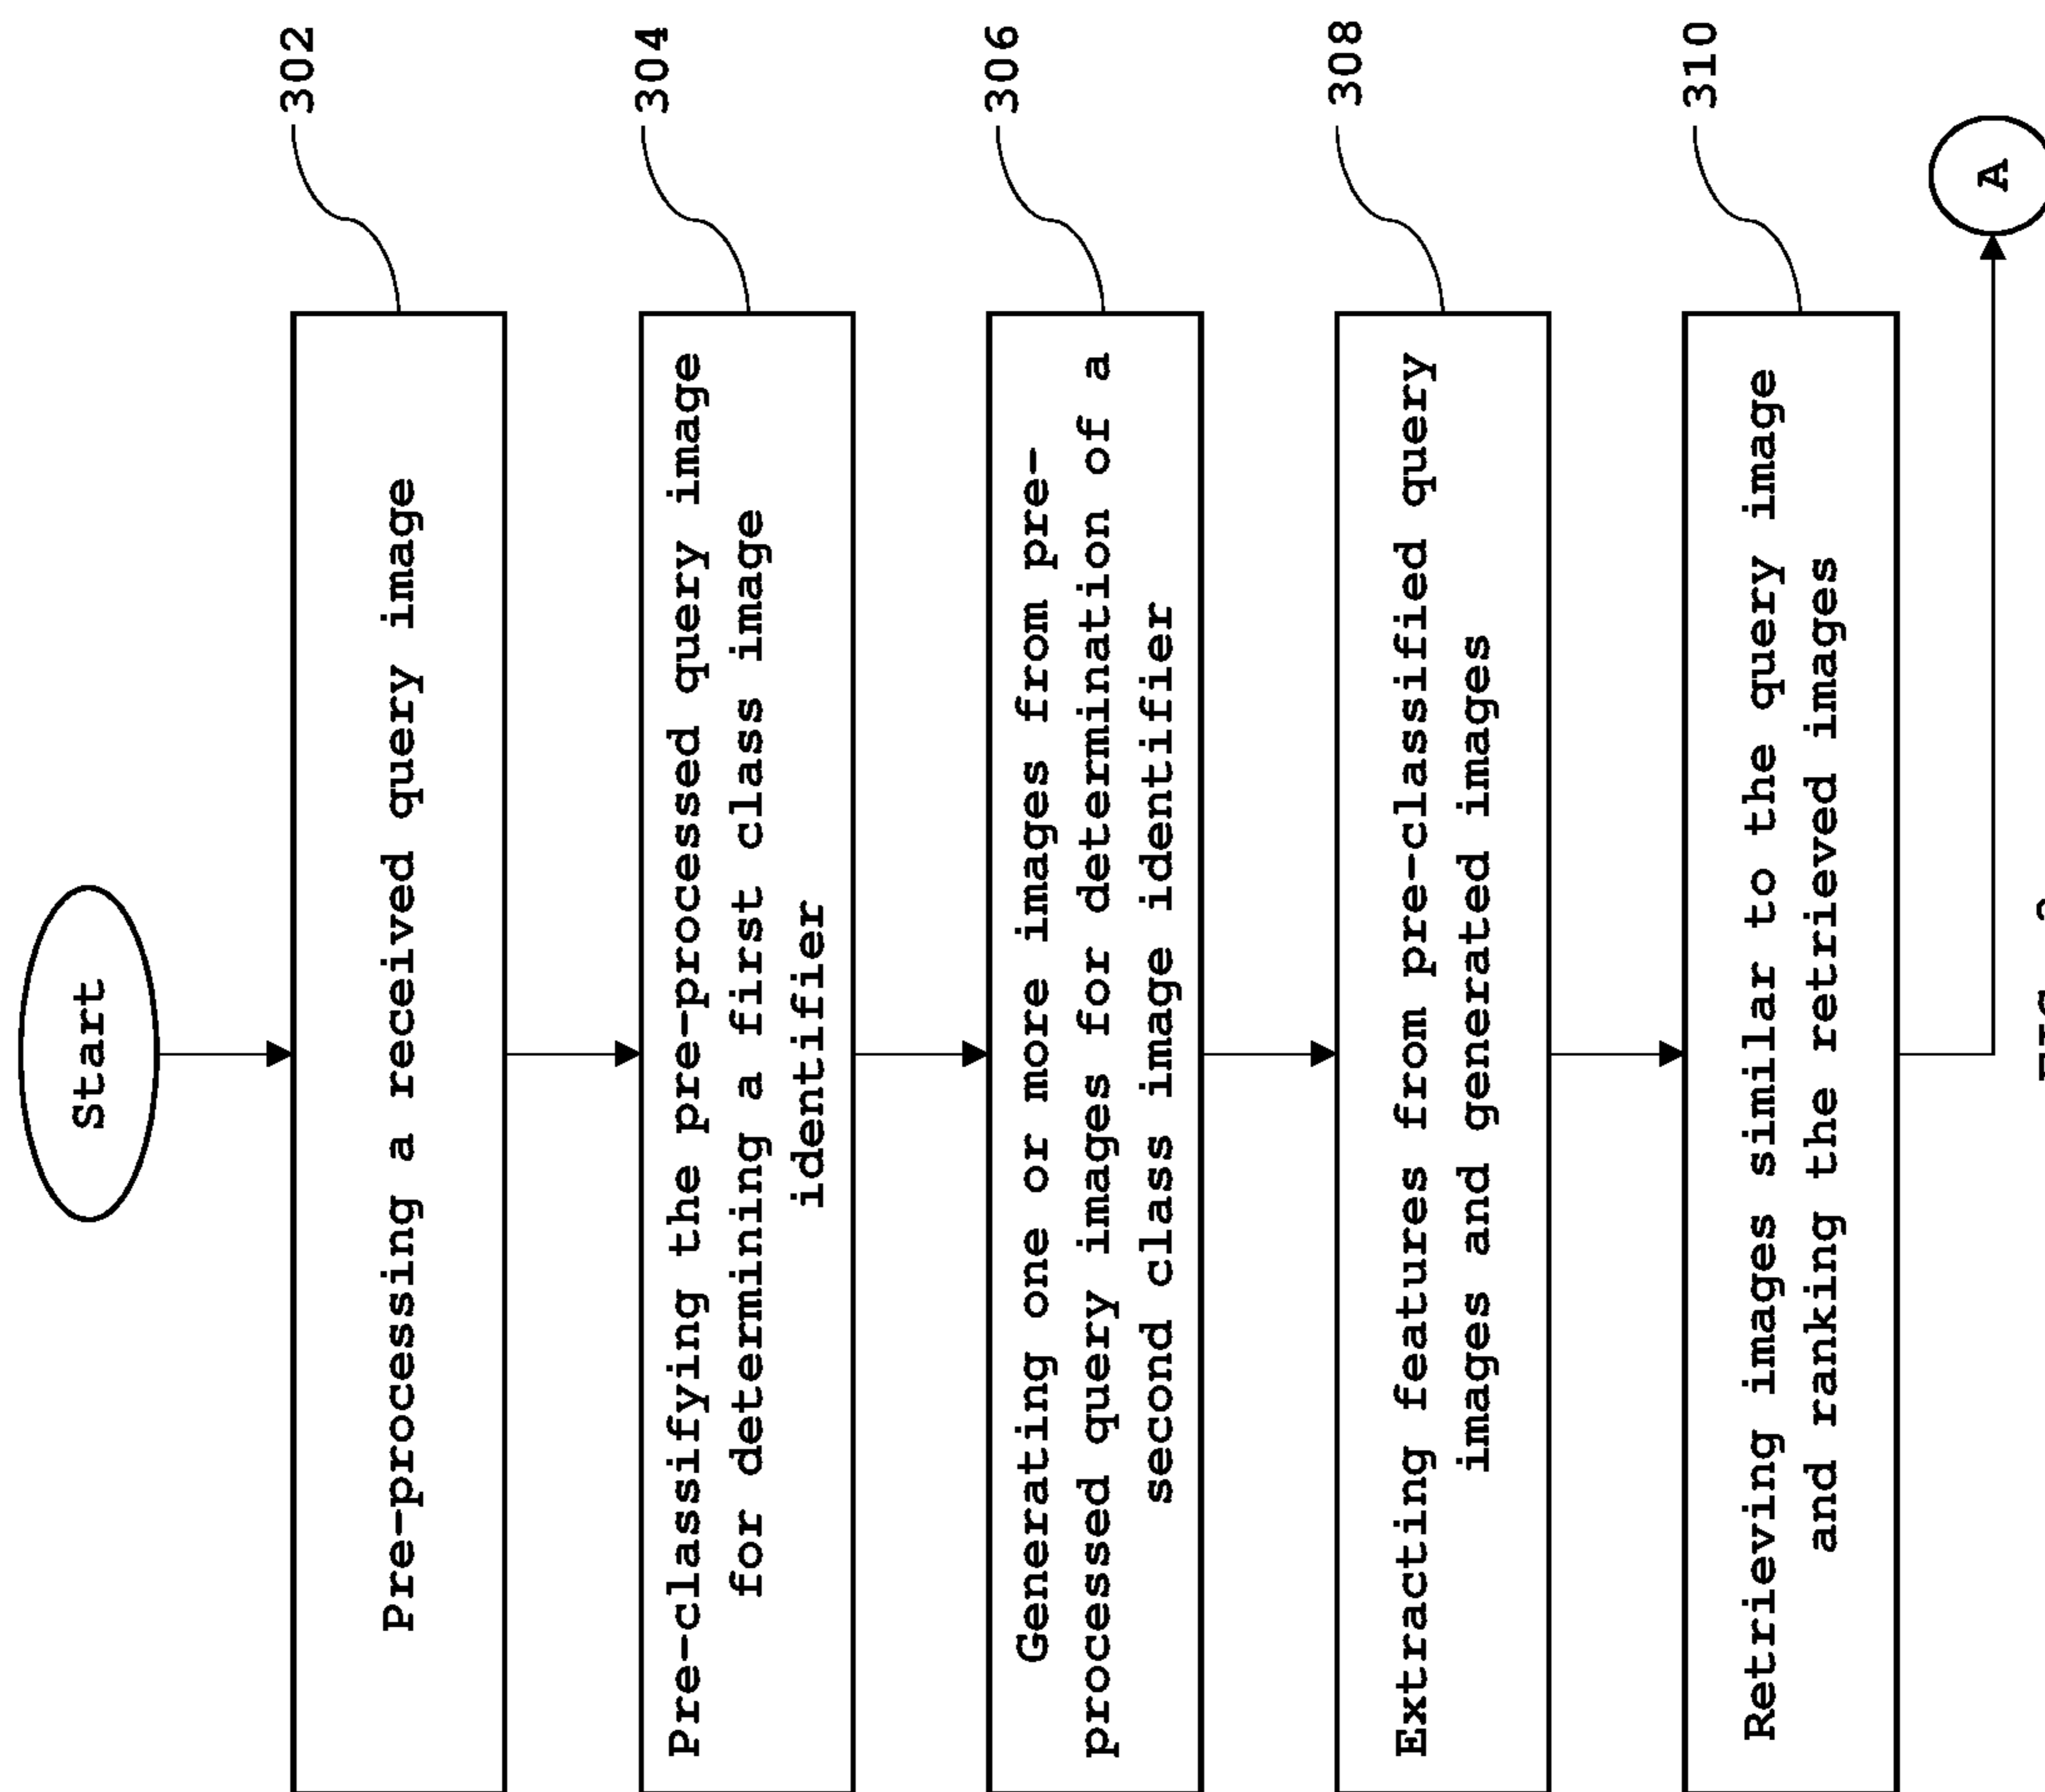 Start
302
Pre-processing a received query image
304
Pre-classifying the pre-processed query image
for determining a first class image
identifier
306
Generating one or more images from pre-
processed query images for determination of a
second class image identifier
308
Extracting features from pre-classified query
images and generated images
310
Retrieving images similar to the query image
and ranking the retrieved images
A